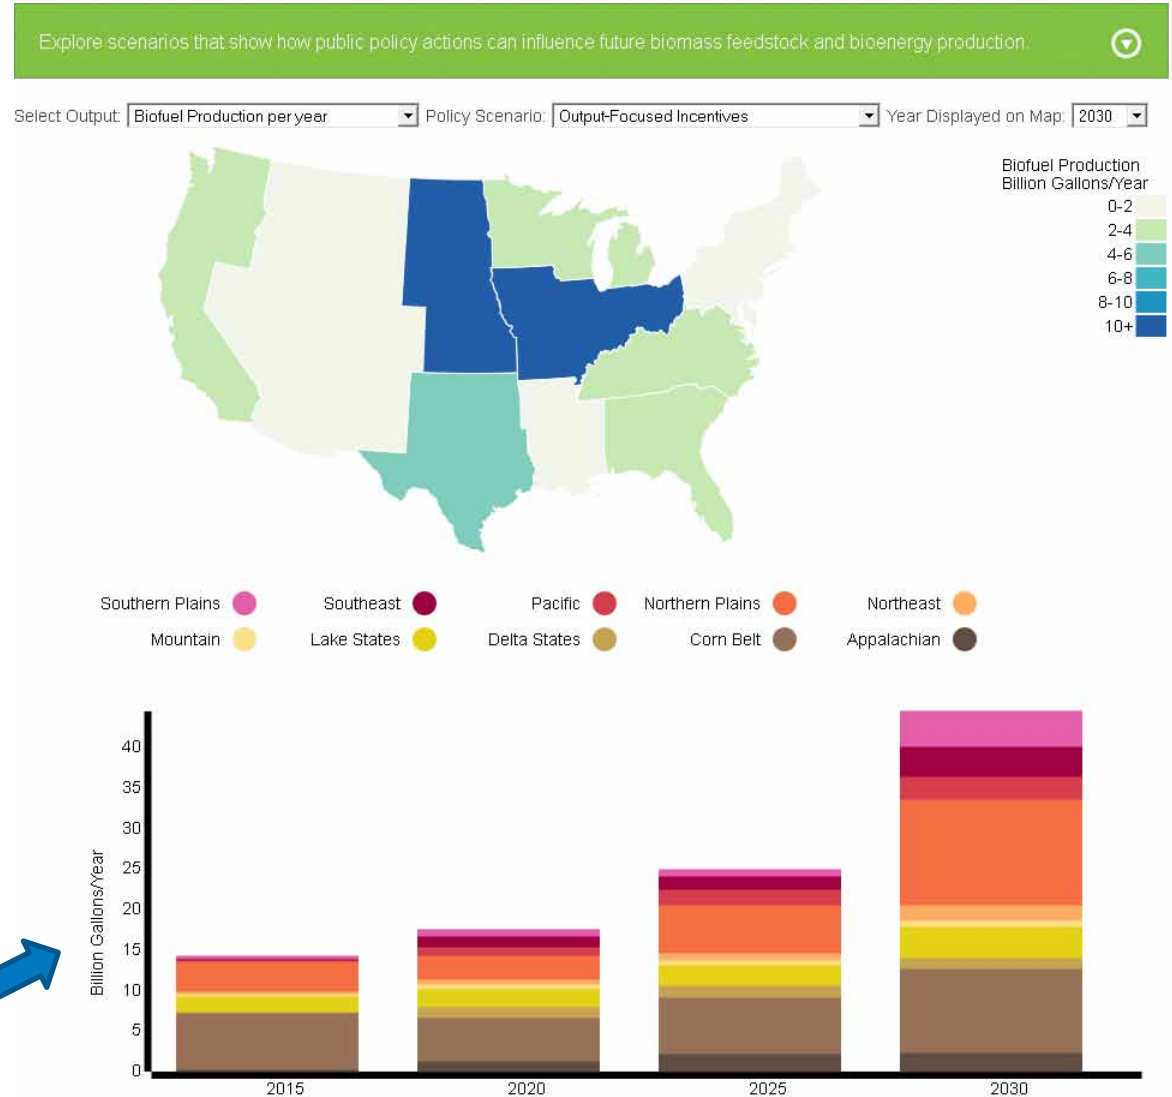 Explore scenarios that show how public policy actions can influence future biomass feedstock and bioenergy production.
Select Output: Biofuel Production per year Policy Scenario: Output-Focused Incentives Year Displayed on Map: 2030
Biofuel Production
Billion Gallons/Year
0-2
2-4
4-6
6-8
8-10
10+
Southern Plains Southeast Pacific Northern Plains Northeast
Mountain Lake States Delta States Corn Belt Appalachian
Billion Gallons/Year
40
35
30
25
20
15
10
5
0
2015 2020 2025 2030